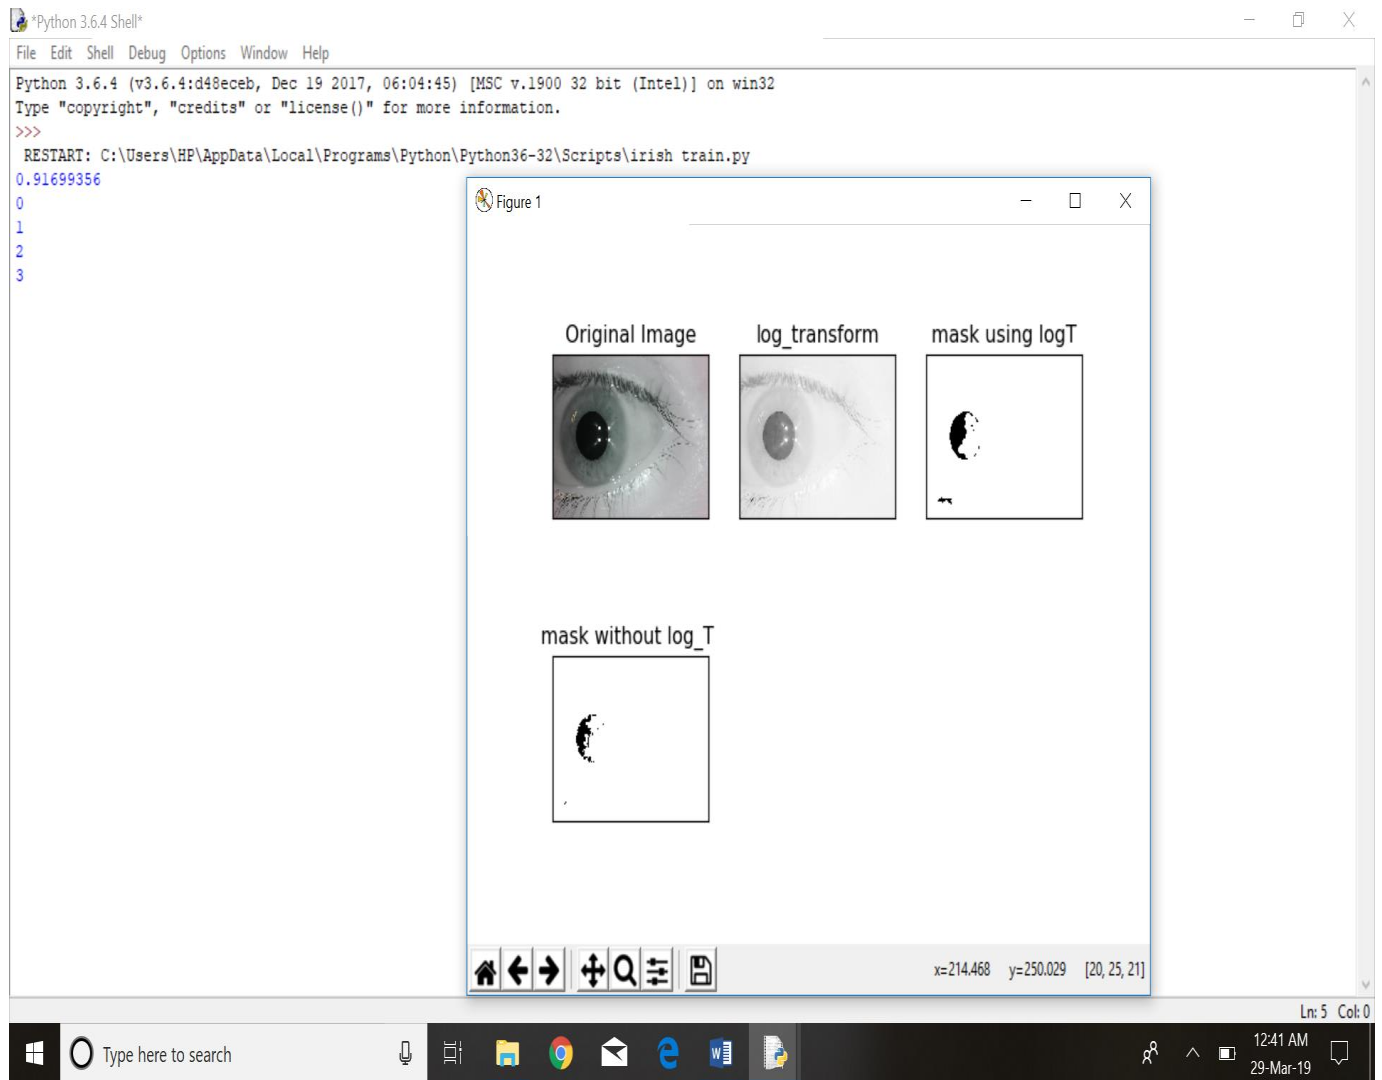 *Python 3.6.4 Shell*
File Edit Shell Debug Options Window Help
Python 3.6.4 (v3.6.4:d48eceb, Dec 19 2017, 06:04:45) [MSC v.1900 32 bit (Intel)] on win32
Type "copyright", "credits" or "license()" for more information.
>>>
RESTART: C:\Users\HP\AppData\Local\Programs\Python\Python36-32\Scripts\irish train.py
0.91699356
0
1
2
3
Figure 1
Original Image
log_transform
mask using logT
mask without log_T
x=214.468 y=250.029 [20, 25, 21]
Ln: 5 Col: 0
Type here to search
12:41 AM
29-Mar-19